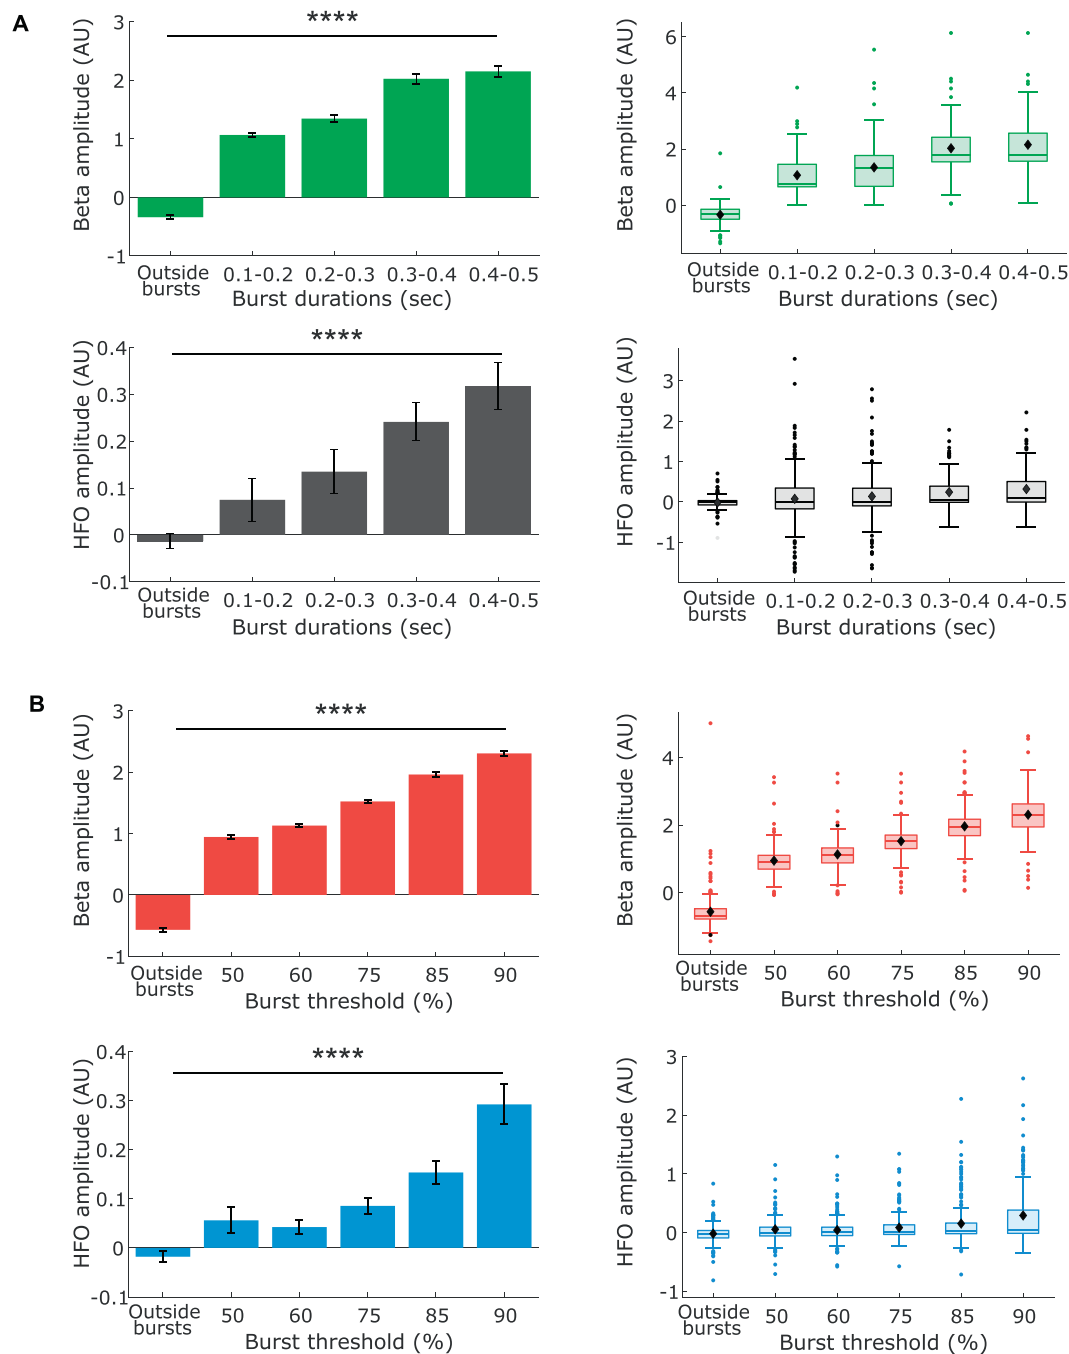 A
****
Beta amplitude (AU)
3
2
1
0
-1
Outside bursts 0.1-0.2 0.2-0.3 0.3-0.4 0.4-0.5
Burst durations (sec)
Beta amplitude (AU)
6
4
2
0
Outside bursts 0.1-0.2 0.2-0.3 0.3-0.4 0.4-0.5
Burst durations (sec)
****
HFO amplitude (AU)
0.4
0.3
0.2
0.1
0
-0.1
Outside bursts 0.1-0.2 0.2-0.3 0.3-0.4 0.4-0.5
Burst durations (sec)
HFO amplitude (AU)
3
2
1
0
-1
Outside bursts 0.1-0.2 0.2-0.3 0.3-0.4 0.4-0.5
Burst durations (sec)
B
****
Beta amplitude (AU)
3
2
1
0
-1
Outside bursts 50 60 75 85 90
Burst threshold (%)
Beta amplitude (AU)
4
2
0
Outside bursts 50 60 75 85 90
Burst threshold (%)
****
HFO amplitude (AU)
0.4
0.3
0.2
0.1
0
-0.1
Outside bursts 50 60 75 85 90
Burst threshold (%)
HFO amplitude (AU)
3
2
1
0
-1
Outside bursts 50 60 75 85 90
Burst threshold (%)